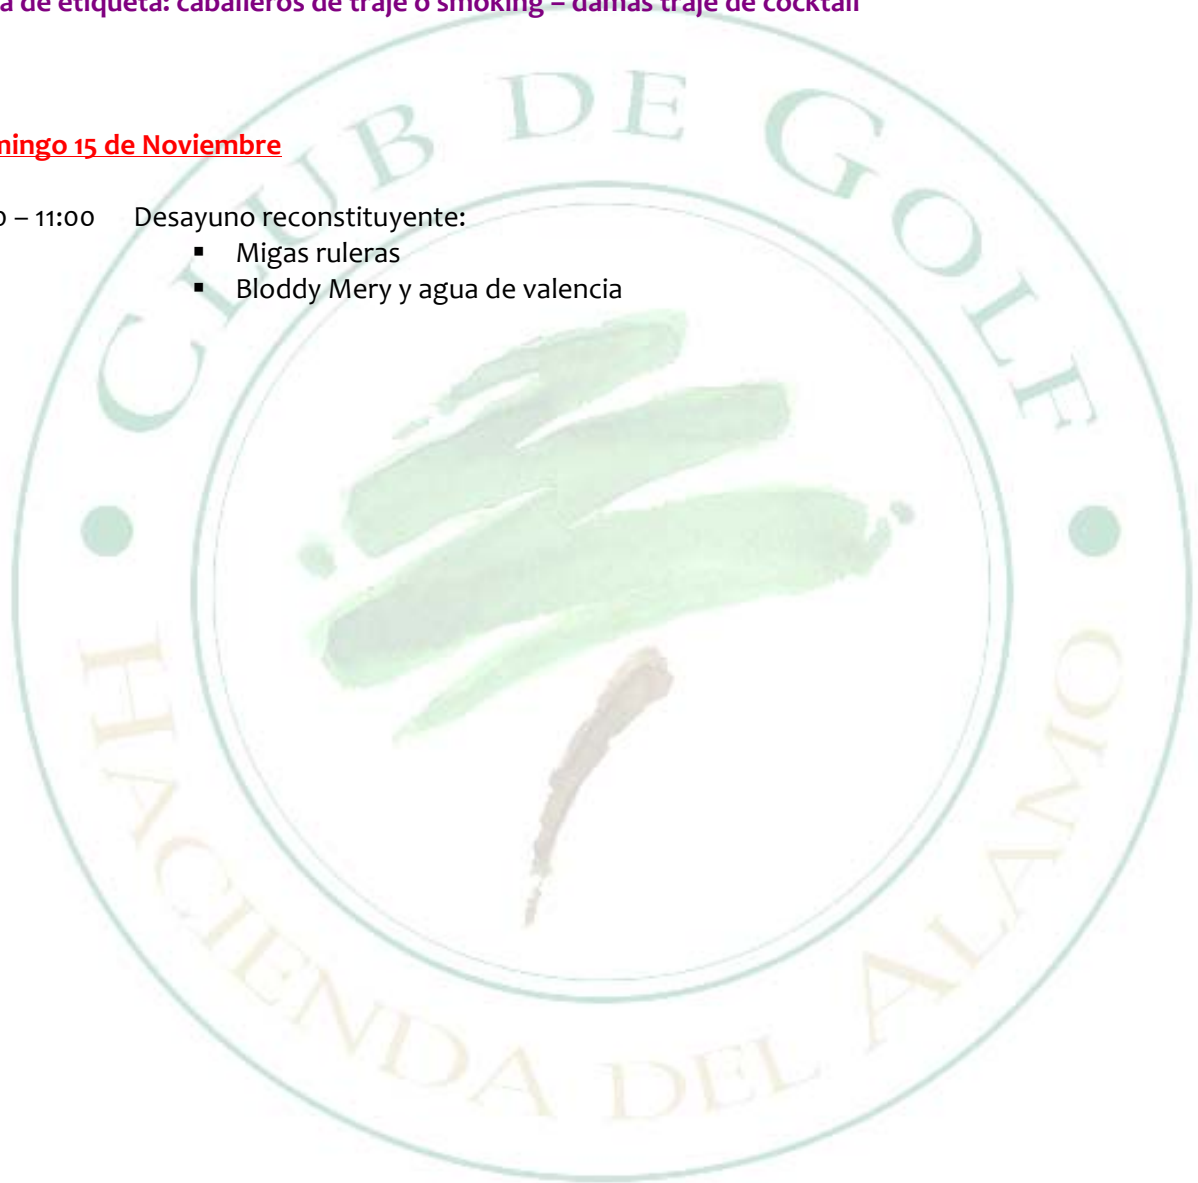 a de etiqueta: caballeros de traje o smoking – damas traje de cocktail
mingo 15 de Noviembre
0 – 11:00 Desayuno reconstituyente:
▪ Migas ruleras
▪ Bloddy Mery y agua de valencia
CLUB DE GOLF
HACIENDA DEL ALAMO